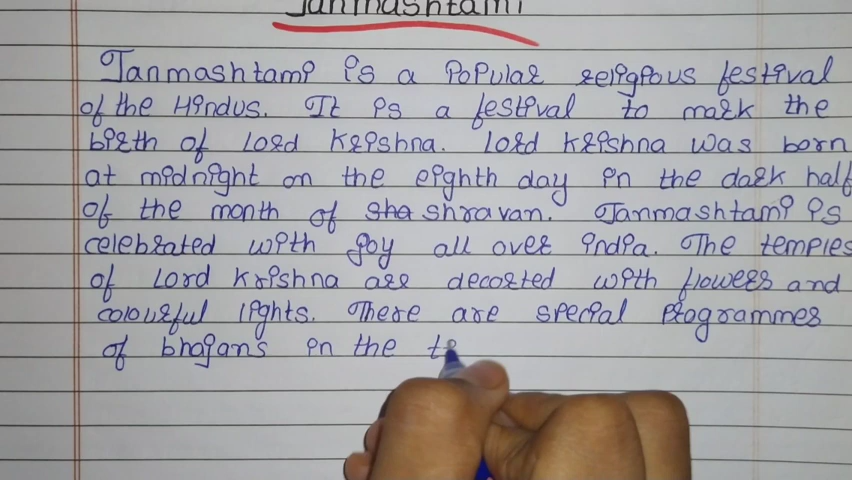 Janmashtami
Janmashtami is a popular religious festival
of the Hindus. It is a festival to mark the
birth of Lord Krishna. Lord Krishna was born
at midnight on the eighth day in the dark half
of the month of sha shravan. Janmashtami is
celebrated with joy all over india. The temples
of Lord Krishna are decorted with flowers and
colourful lights. There are special programmes
of bhajans in the te